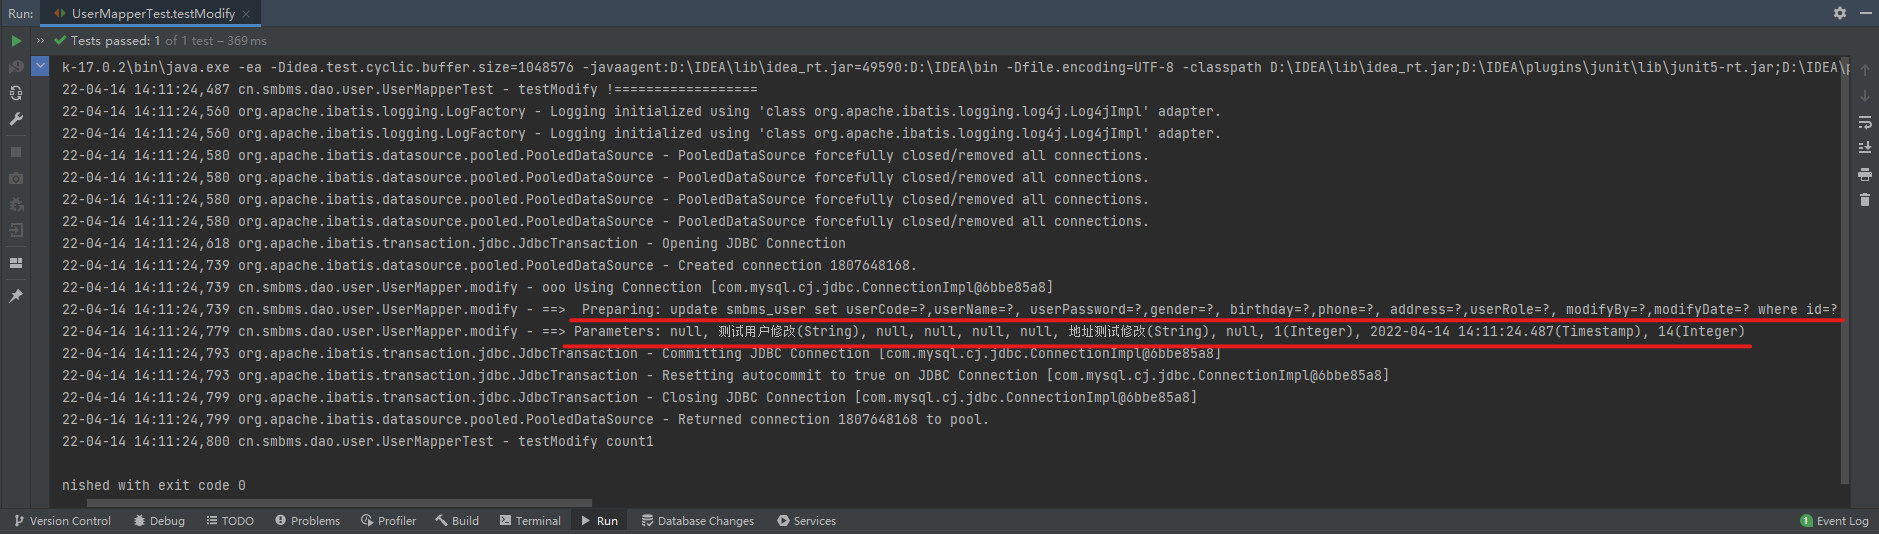 Run: UserMapperTest.testModify
Tests passed: 1 of 1 test – 369 ms
k-17.0.2\bin\java.exe -ea -Didea.test.cyclic.buffer.size=1048576 -javaagent:D:\IDEA\lib\idea_rt.jar=49590:D:\IDEA\bin -Dfile.encoding=UTF-8 -classpath D:\IDEA\lib\idea_rt.jar;D:\IDEA\plugins\junit\lib\junit5-rt.jar;D:\IDEA\p
22-04-14 14:11:24,487 cn.smbms.dao.user.UserMapperTest - testModify !==================
22-04-14 14:11:24,560 org.apache.ibatis.logging.LogFactory - Logging initialized using 'class org.apache.ibatis.logging.log4j.Log4jImpl' adapter.
22-04-14 14:11:24,560 org.apache.ibatis.logging.LogFactory - Logging initialized using 'class org.apache.ibatis.logging.log4j.Log4jImpl' adapter.
22-04-14 14:11:24,580 org.apache.ibatis.datasource.pooled.PooledDataSource - PooledDataSource forcefully closed/removed all connections.
22-04-14 14:11:24,580 org.apache.ibatis.datasource.pooled.PooledDataSource - PooledDataSource forcefully closed/removed all connections.
22-04-14 14:11:24,580 org.apache.ibatis.datasource.pooled.PooledDataSource - PooledDataSource forcefully closed/removed all connections.
22-04-14 14:11:24,580 org.apache.ibatis.datasource.pooled.PooledDataSource - PooledDataSource forcefully closed/removed all connections.
22-04-14 14:11:24,618 org.apache.ibatis.transaction.jdbc.JdbcTransaction - Opening JDBC Connection
22-04-14 14:11:24,739 org.apache.ibatis.datasource.pooled.PooledDataSource - Created connection 1807648168.
22-04-14 14:11:24,739 cn.smbms.dao.user.UserMapper.modify - ooo Using Connection [com.mysql.cj.jdbc.ConnectionImpl@6bbe85a8]
22-04-14 14:11:24,739 cn.smbms.dao.user.UserMapper.modify - ==>  Preparing: update smbms_user set userCode=?,userName=?, userPassword=?,gender=?, birthday=?,phone=?, address=?,userRole=?, modifyBy=?,modifyDate=? where id=?
22-04-14 14:11:24,779 cn.smbms.dao.user.UserMapper.modify - ==> Parameters: null, 测试用户修改(String), null, null, null, null, 地址测试修改(String), null, 1(Integer), 2022-04-14 14:11:24.487(Timestamp), 14(Integer)
22-04-14 14:11:24,793 org.apache.ibatis.transaction.jdbc.JdbcTransaction - Committing JDBC Connection [com.mysql.cj.jdbc.ConnectionImpl@6bbe85a8]
22-04-14 14:11:24,793 org.apache.ibatis.transaction.jdbc.JdbcTransaction - Resetting autocommit to true on JDBC Connection [com.mysql.cj.jdbc.ConnectionImpl@6bbe85a8]
22-04-14 14:11:24,799 org.apache.ibatis.transaction.jdbc.JdbcTransaction - Closing JDBC Connection [com.mysql.cj.jdbc.ConnectionImpl@6bbe85a8]
22-04-14 14:11:24,799 org.apache.ibatis.datasource.pooled.PooledDataSource - Returned connection 1807648168 to pool.
22-04-14 14:11:24,800 cn.smbms.dao.user.UserMapperTest - testModify count1
nished with exit code 0
Version Control Debug TODO Problems Profiler Build Terminal Run Database Changes Services 1 Event Log